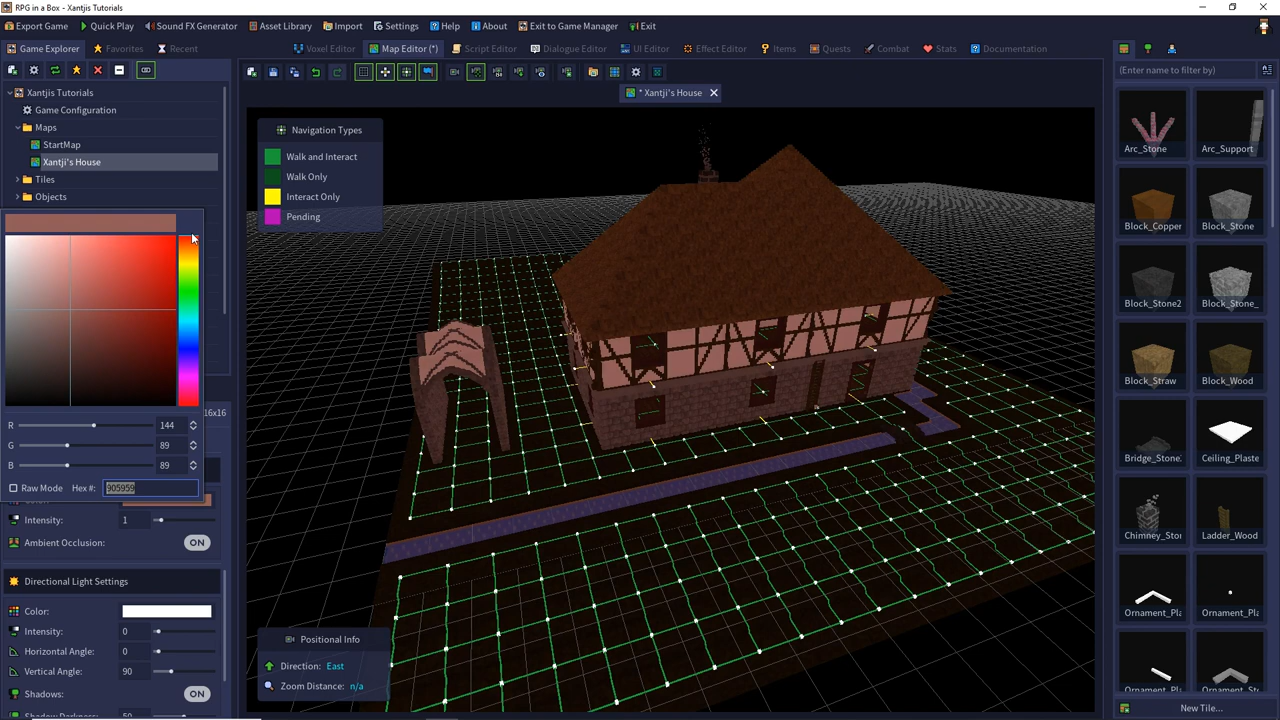 RPG in a Box - Xantjis Tutorials
Export Game
Quick Play
Sound FX Generator
Asset Library
Import
Settings
Help
About
Exit to Game Manager
Exit
Game Explorer
Favorites
Recent
Voxel Editor
Map Editor (*)
Script Editor
Dialogue Editor
UI Editor
Effect Editor
Items
Quests
Combat
Stats
Documentation
Xantjis Tutorials
Game Configuration
Maps
StartMap
Xantji's House
Tiles
Objects
16x16
R 144
G 89
B 89
Raw Mode Hex #: 905959
Intensity: 1
Ambient Occlusion: ON
Directional Light Settings
Color:
Intensity: 0
Horizontal Angle: 0
Vertical Angle: 90
Shadows: ON
Shadow Darkness: 50
* Xantji's House
Navigation Types
Walk and Interact
Walk Only
Interact Only
Pending
Positional Info
Direction: East
Zoom Distance: n/a
(Enter name to filter by)
Arc_Stone
Arc_Support
Block_Copper
Block_Stone
Block_Stone2
Block_Stone_
Block_Straw
Block_Wood
Bridge_Stone
Ceiling_Plaste
Chimney_Stor
Ladder_Wood
Ornament_Pla
Ornament_Pla
Ornament_Pla
Ornament_St
New Tile...